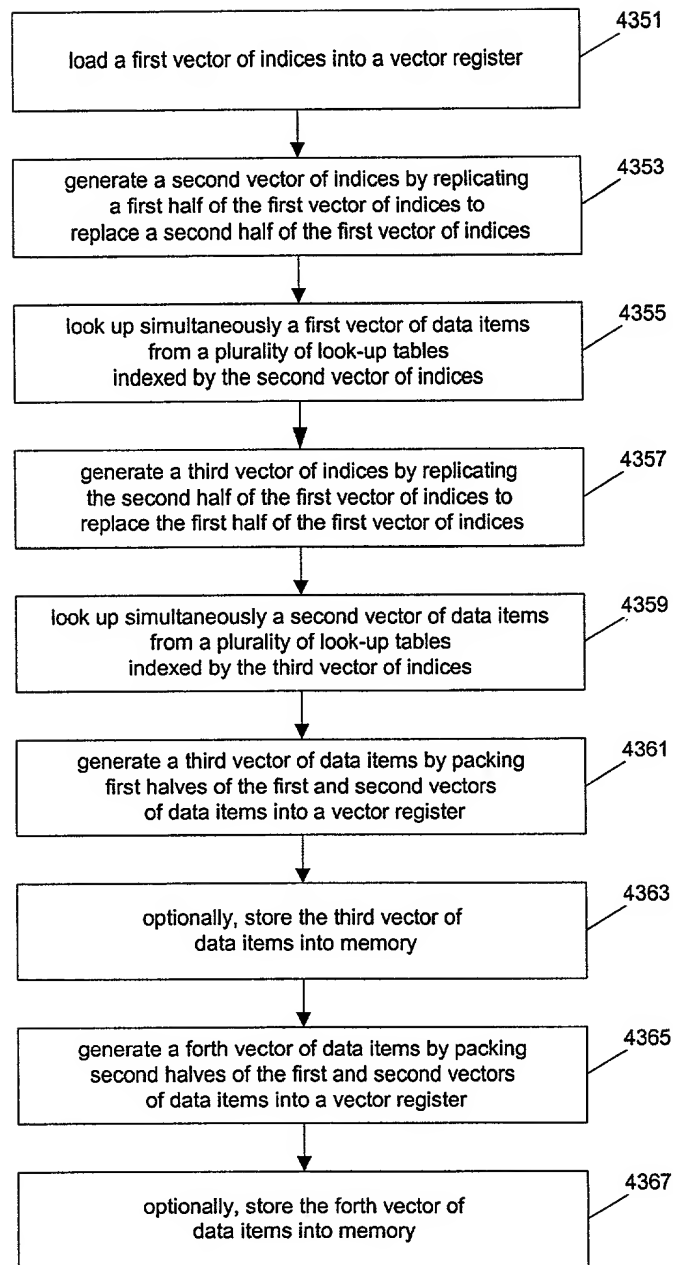 4351
load a first vector of indices into a vector register
4353
generate a second vector of indices by replicating
a first half of the first vector of indices to
replace a second half of the first vector of indices
4355
look up simultaneously a first vector of data items
from a plurality of look-up tables
indexed by the second vector of indices
4357
generate a third vector of indices by replicating
the second half of the first vector of indices to
replace the first half of the first vector of indices
4359
look up simultaneously a second vector of data items
from a plurality of look-up tables
indexed by the third vector of indices
4361
generate a third vector of data items by packing
first halves of the first and second vectors
of data items into a vector register
4363
optionally, store the third vector of
data items into memory
4365
generate a forth vector of data items by packing
second halves of the first and second vectors
of data items into a vector register
4367
optionally, store the forth vector of
data items into memory